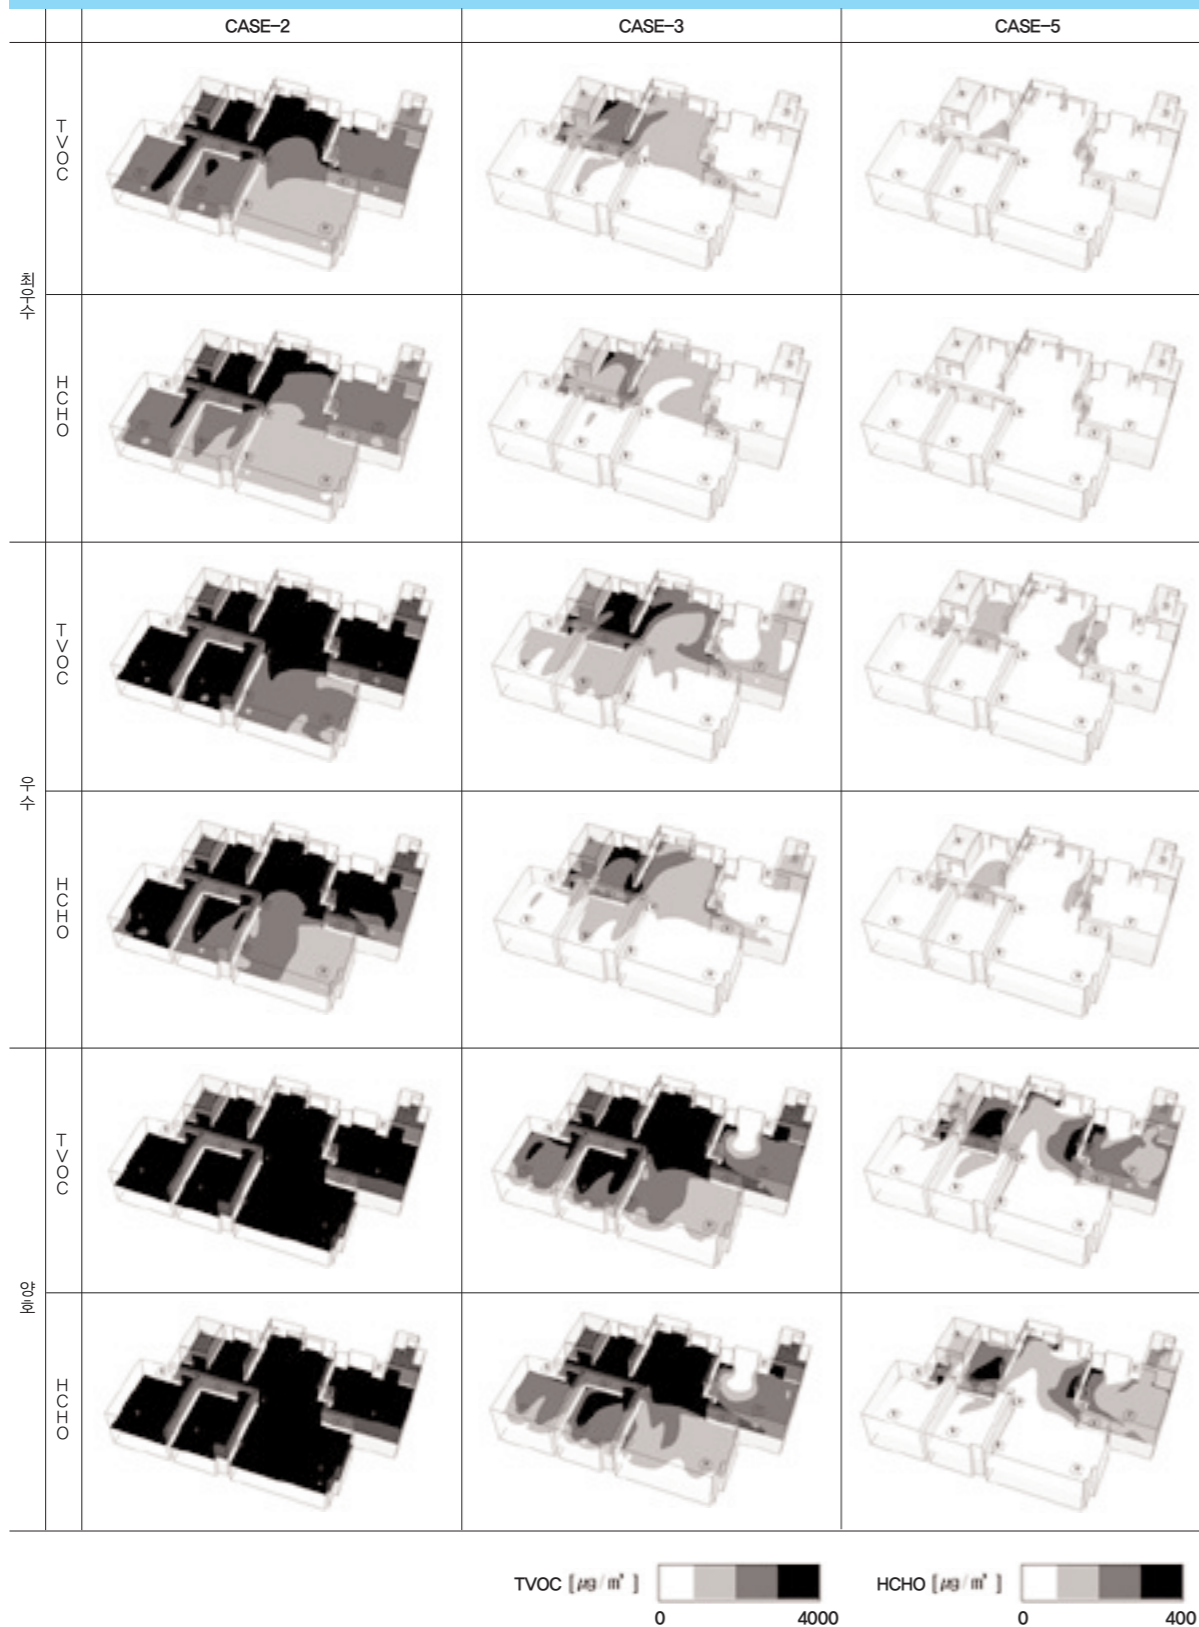 CASE-2 CASE-3 CASE-5
최우수
TVOC
HCHO
우수
TVOC
HCHO
양호
TVOC
HCHO
TVOC [㎍/㎥] HCHO [㎍/㎥]
0 4000 0 400